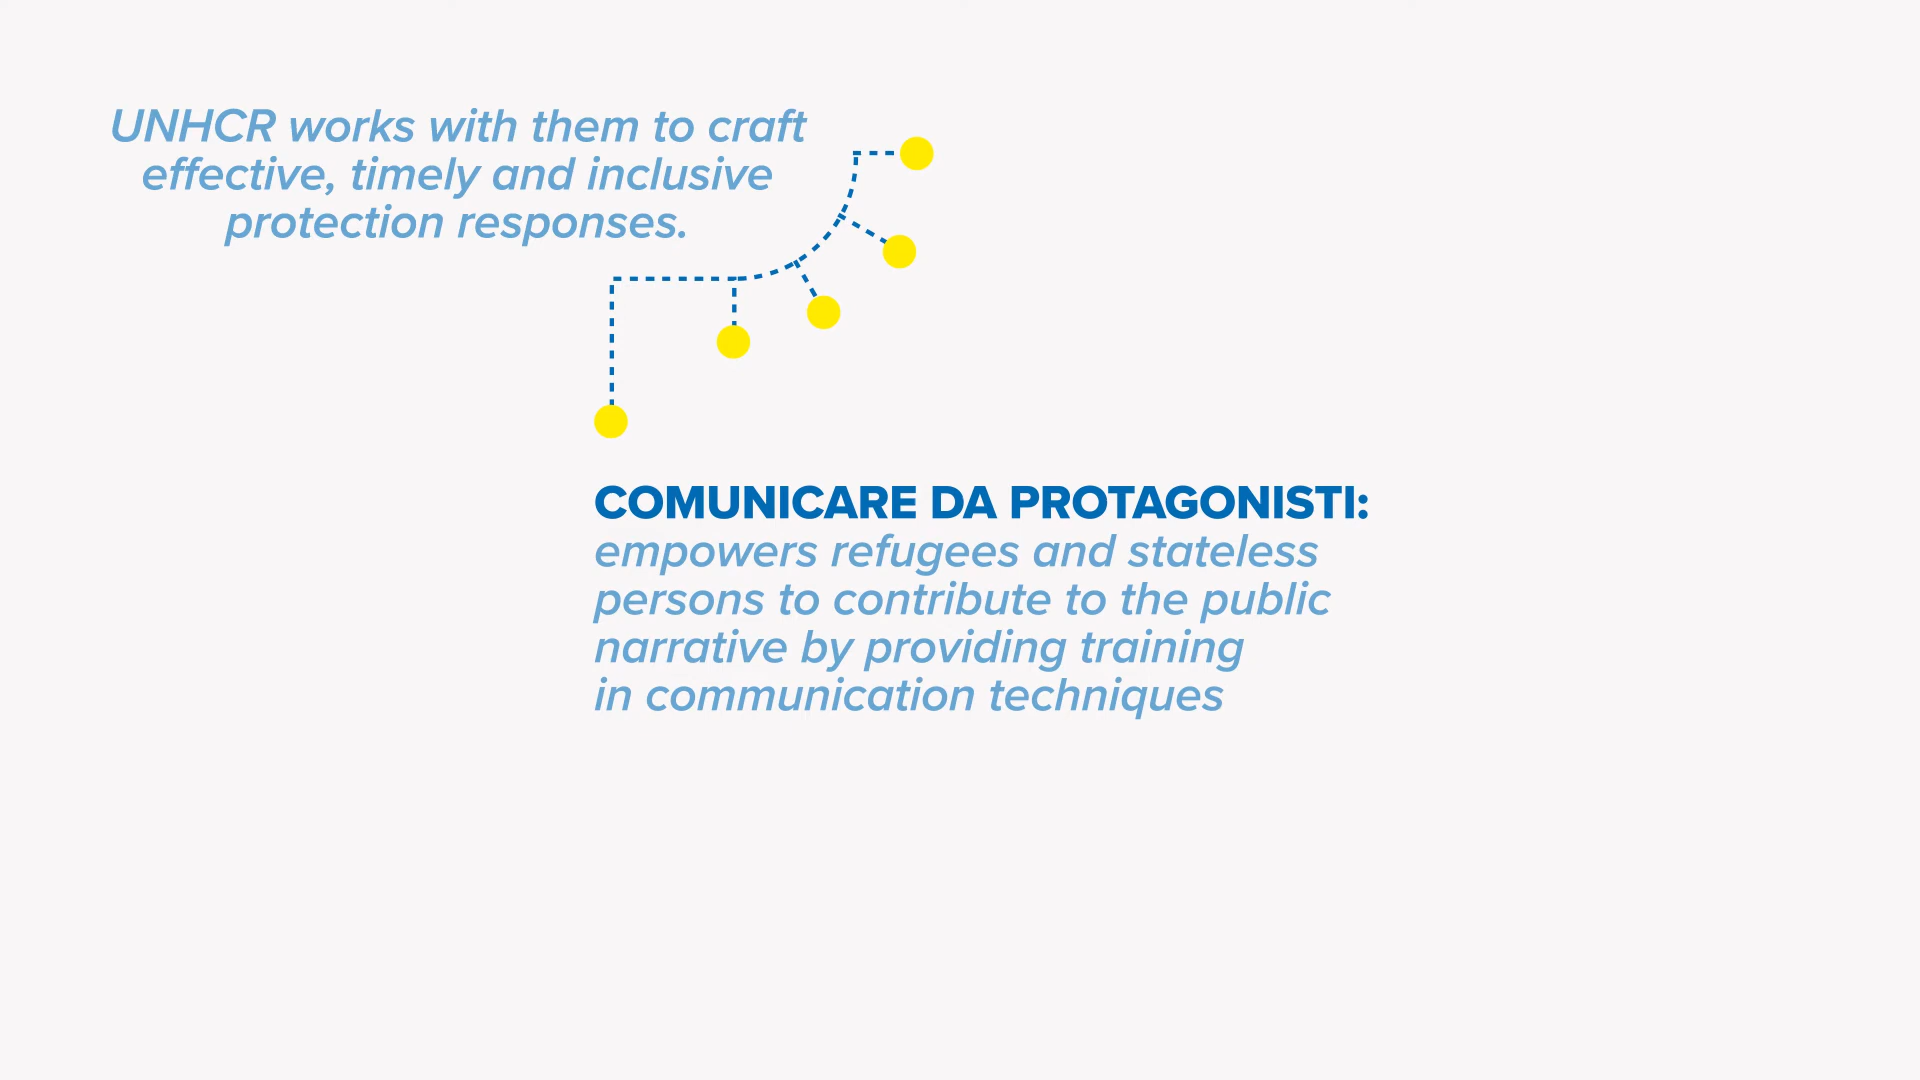 UNHCR works with them to craft
effective, timely and inclusive
protection responses.
COMUNICARE DA PROTAGONISTI:
empowers refugees and stateless
persons to contribute to the public
narrative by providing training
in communication techniques